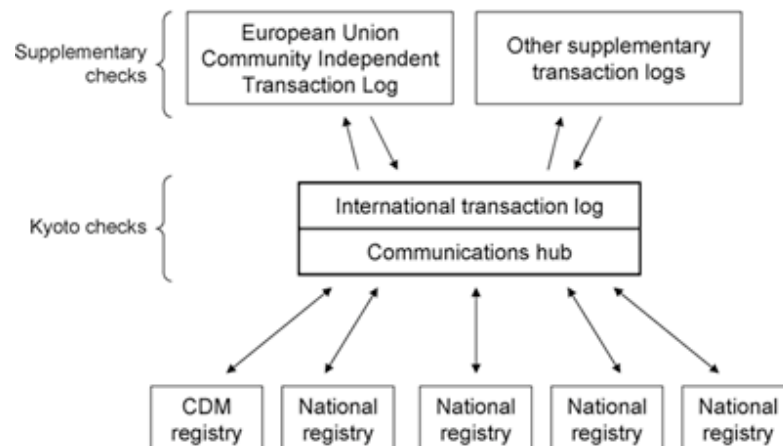 Supplementary
checks
European Union
Community Independent
Transaction Log
Other supplementary
transaction logs
Kyoto checks
International transaction log
Communications hub
CDM
registry
National
registry
National
registry
National
registry
National
registry